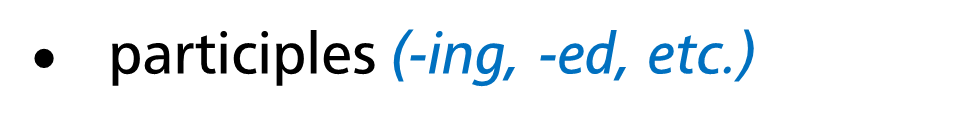 • participles (-ing, -ed, etc.)